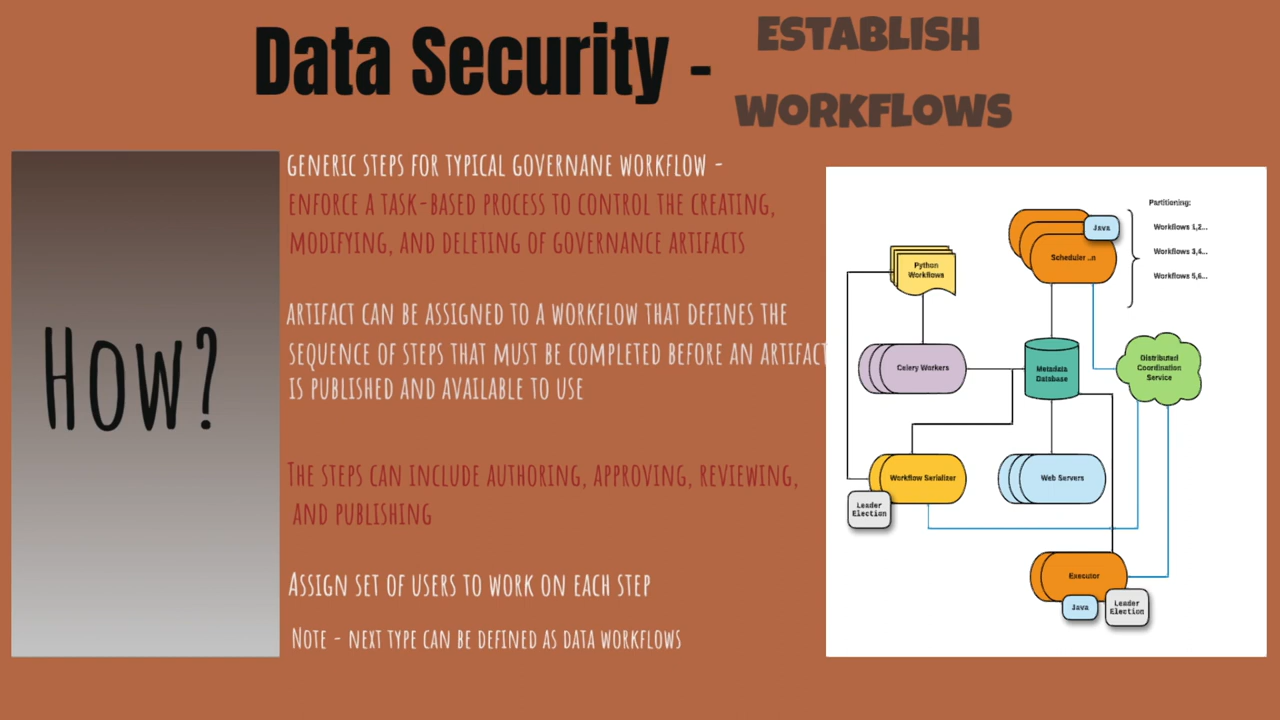 Data Security -
ESTABLISH
WORKFLOWS
How?
GENERIC STEPS FOR TYPICAL GOVERNANE WORKFLOW -
ENFORCE A TASK-BASED PROCESS TO CONTROL THE CREATING,
MODIFYING, AND DELETING OF GOVERNANCE ARTIFACTS
ARTIFACT CAN BE ASSIGNED TO A WORKFLOW THAT DEFINES THE
SEQUENCE OF STEPS THAT MUST BE COMPLETED BEFORE AN ARTIFACT
IS PUBLISHED AND AVAILABLE TO USE
THE STEPS CAN INCLUDE AUTHORING, APPROVING, REVIEWING,
AND PUBLISHING
ASSIGN SET OF USERS TO WORK ON EACH STEP
NOTE - NEXT TYPE CAN BE DEFINED AS DATA WORKFLOWS
Partitioning:
Workflows 1,2...
Workflows 3,4...
Workflows 5,6...
Java
Scheduler ..n
Python
Workflows
Celery Workers
Metadata
Database
Distributed
Coordination
Service
Workflow Serializer
Web Servers
Leader
Election
Executor
Java
Leader
Election